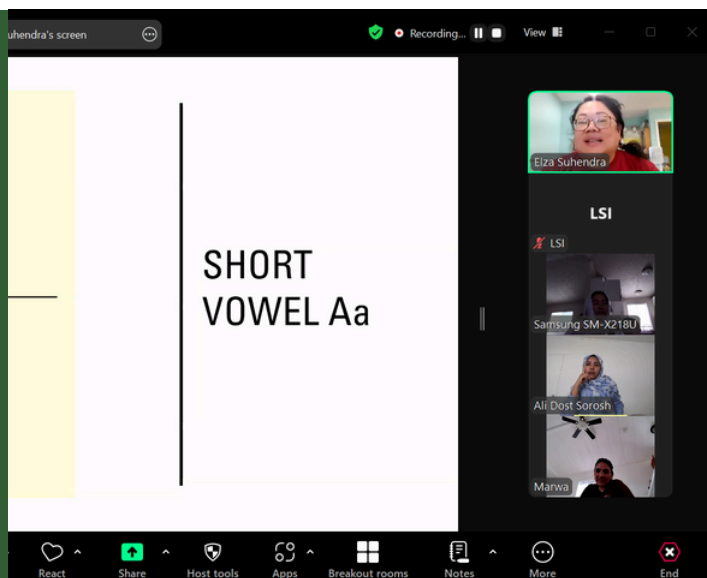 uhendra's screen
Recording...
View
Elza Suhendra
LSI
LSI
SHORT
VOWEL Aa
Samsung SM-X218U
Ali Dost Sorosh
Marwa
React
Share
Host tools
Apps
Breakout rooms
Notes
More
End